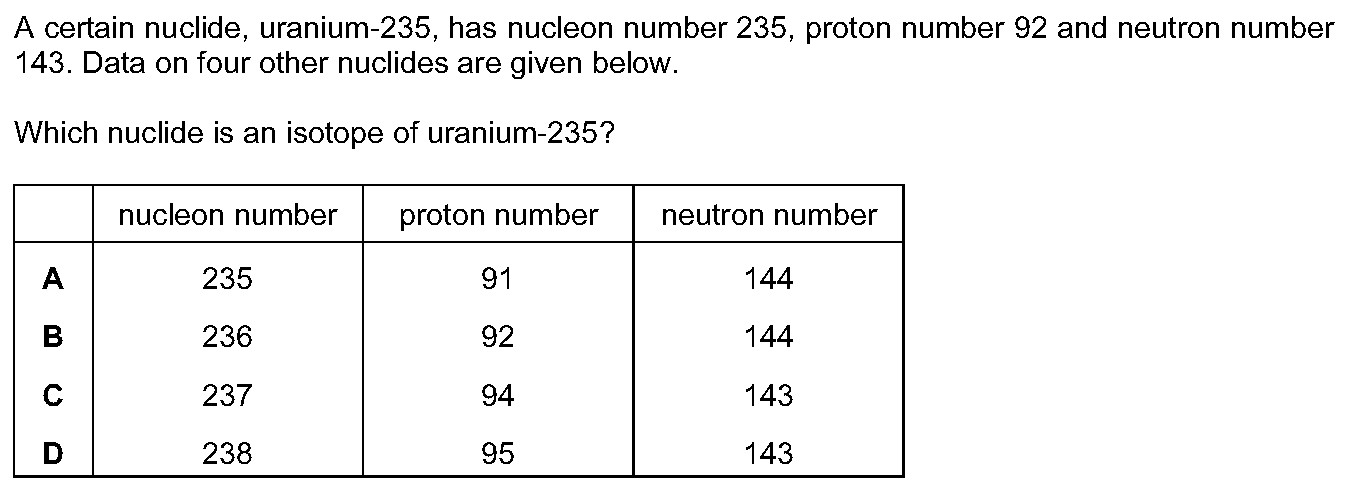 A certain nuclide, uranium-235, has nucleon number 235, proton number 92 and neutron number
143. Data on four other nuclides are given below.
Which nuclide is an isotope of uranium-235?
nucleon number proton number neutron number
A 235 91 144
B 236 92 144
C 237 94 143
D 238 95 143